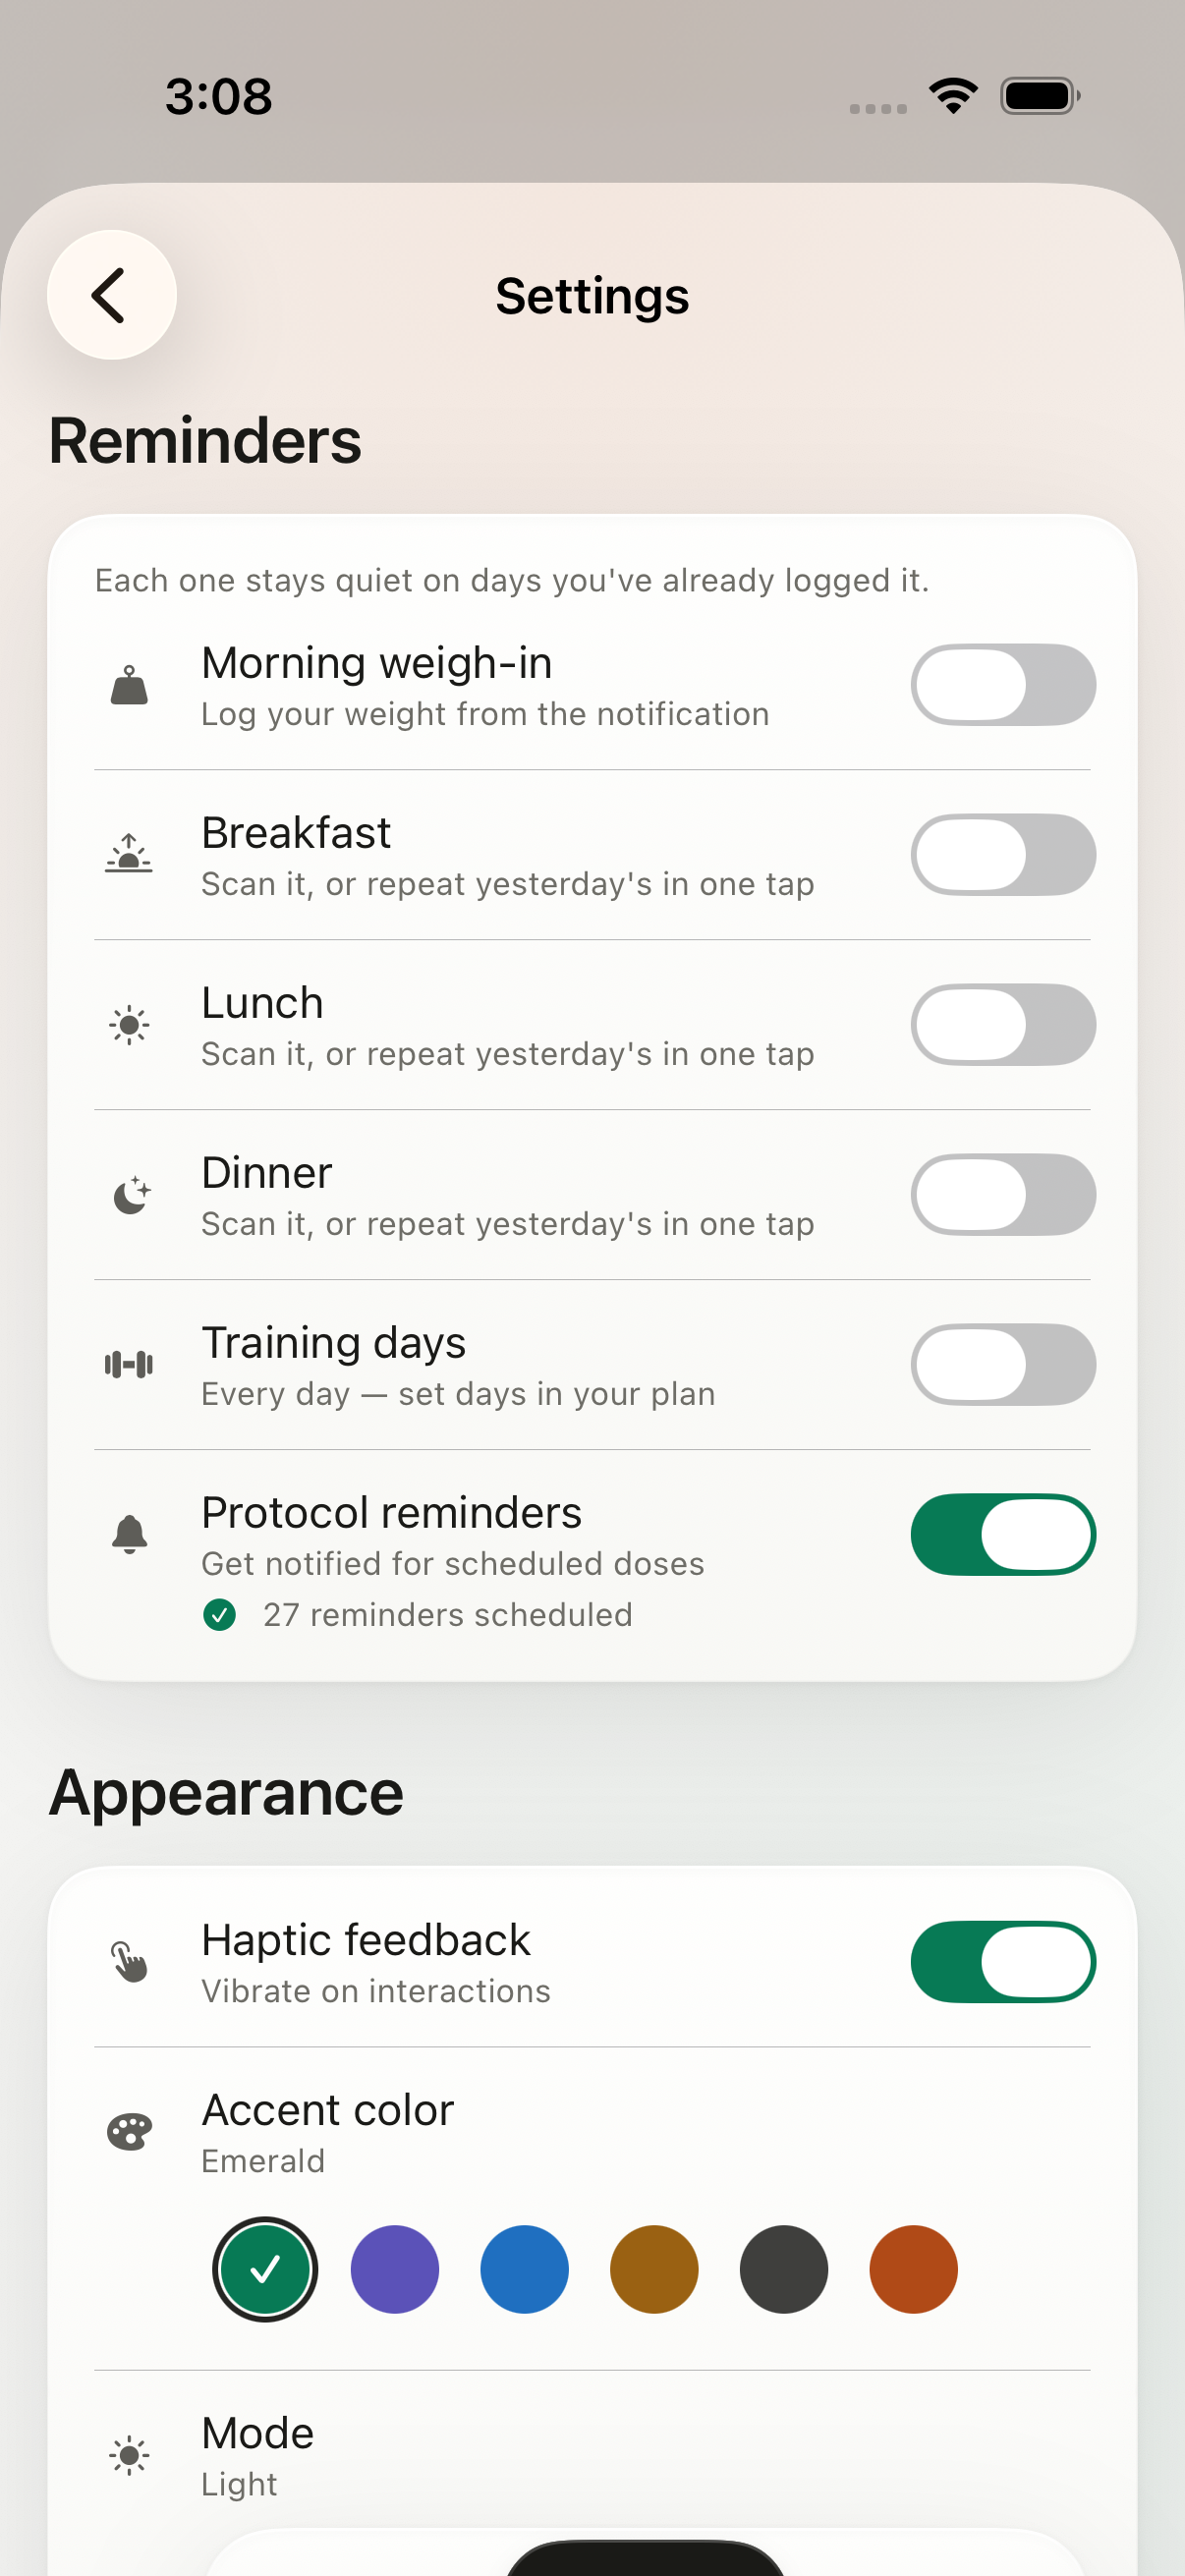 3:08
Settings
Reminders
Each one stays quiet on days you've already logged it.
Morning weigh-in
Log your weight from the notification
Breakfast
Scan it, or repeat yesterday's in one tap
Lunch
Scan it, or repeat yesterday's in one tap
Dinner
Scan it, or repeat yesterday's in one tap
Training days
Every day — set days in your plan
Protocol reminders
Get notified for scheduled doses
27 reminders scheduled
Appearance
Haptic feedback
Vibrate on interactions
Accent color
Emerald
Mode
Light